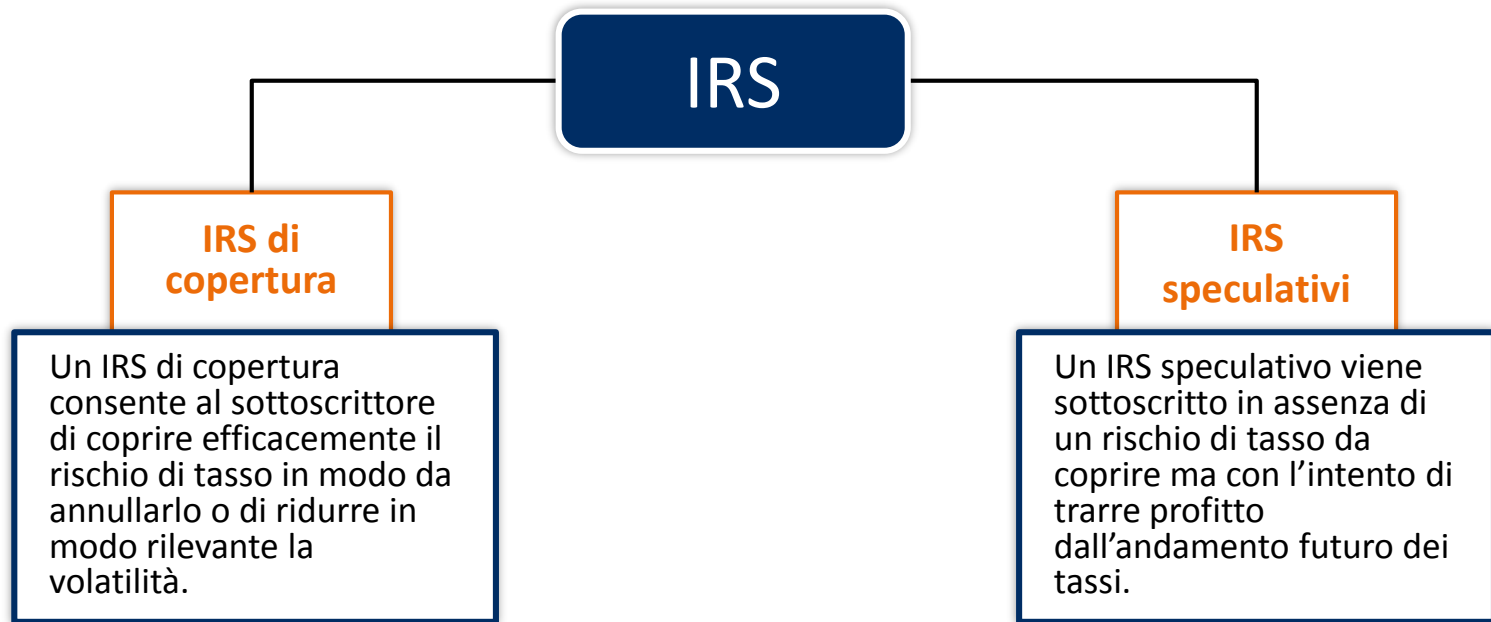 IRS
IRS di
copertura
Un IRS di copertura
consente al sottoscrittore
di coprire efficacemente il
rischio di tasso in modo da
annullarlo o di ridurre in
modo rilevante la
volatilità.
IRS
speculativi
Un IRS speculativo viene
sottoscritto in assenza di
un rischio di tasso da
coprire ma con l’intento di
trarre profitto
dall’andamento futuro dei
tassi.